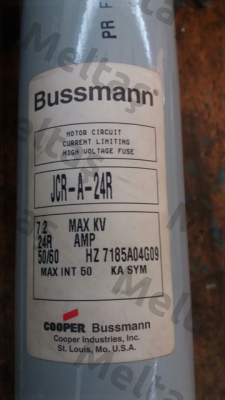 PR F
Bussmann
MOTOR CIRCUIT
CURRENT LIMITING
HIGH VOLTAGE FUSE
JCR-A-24R
7.2 MAX KV
24R AMP
50/60 HZ 7185A04G09
MAX INT 50 KA SYM
COOPER Bussmann
Cooper Industries, Inc.
St. Louis, Mo. U.S.A.
Meltaş